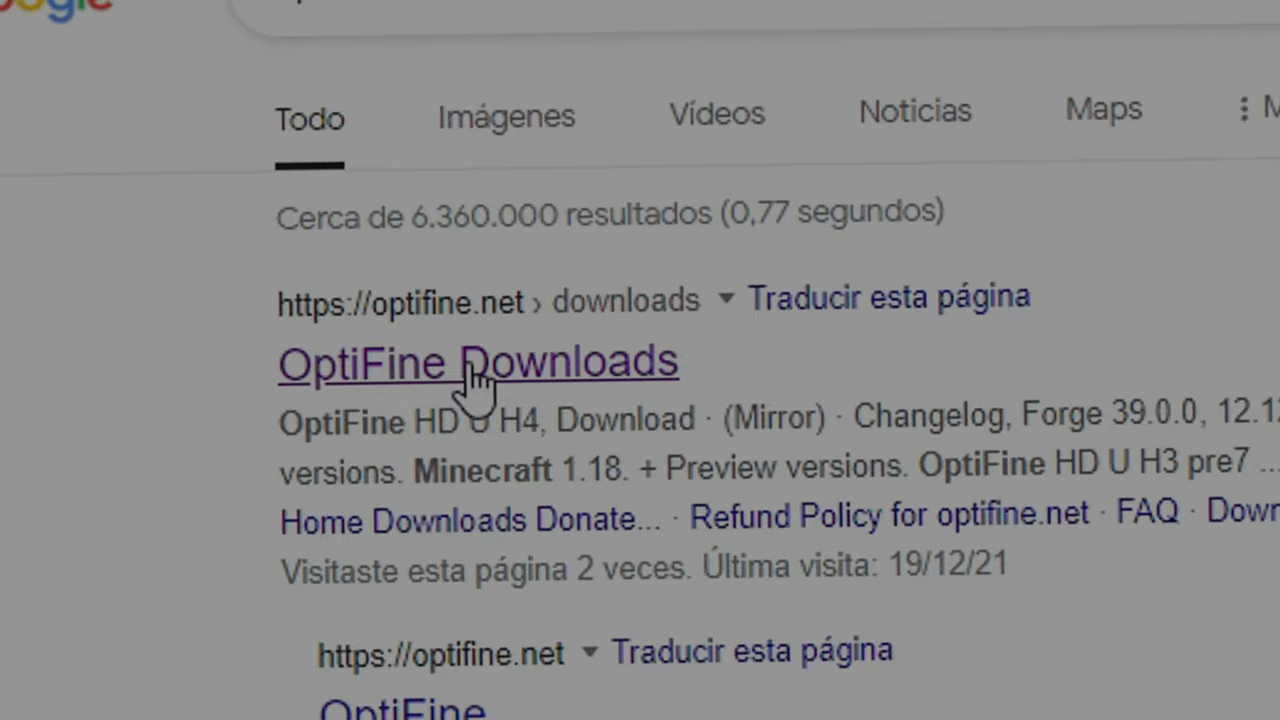 Todo Imágenes Vídeos Noticias Maps
Cerca de 6.360.000 resultados (0,77 segundos)
https://optifine.net › downloads ▼ Traducir esta página
OptiFine Downloads
OptiFine HD U H4, Download · (Mirror) · Changelog, Forge 39.0.0,
versions. Minecraft 1.18. + Preview versions. OptiFine HD U H3 pre7 ...
Home Downloads Donate... · Refund Policy for optifine.net · FAQ ·
Visitaste esta página 2 veces. Última visita: 19/12/21
https://optifine.net ▼ Traducir esta página
OptiFine